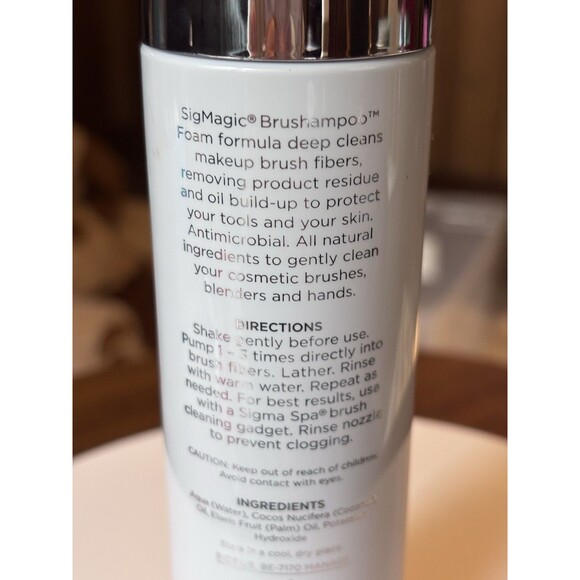 SigMagic® Brushampoo™
Foam formula deep cleans
makeup brush fibers,
removing product residue
and oil build-up to protect
your tools and your skin.
Antimicrobial. All natural
ingredients to gently clean
your cosmetic brushes,
blenders and hands.
DIRECTIONS
Shake gently before use.
Pump 1 - 3 times directly into
brush fibers. Lather. Rinse
with warm water. Repeat as
needed. For best results, use
with a Sigma Spa® brush
cleaning gadget. Rinse nozzle
to prevent clogging.
CAUTION: Keep out of reach of children.
Avoid contact with eyes.
INGREDIENTS
Aqua (Water), Cocos Nucifera (Coconut)
Oil, Elaeis Fruit (Palm) Oil, Potassium
Hydroxide
Store in a cool, dry place.
BE-7170